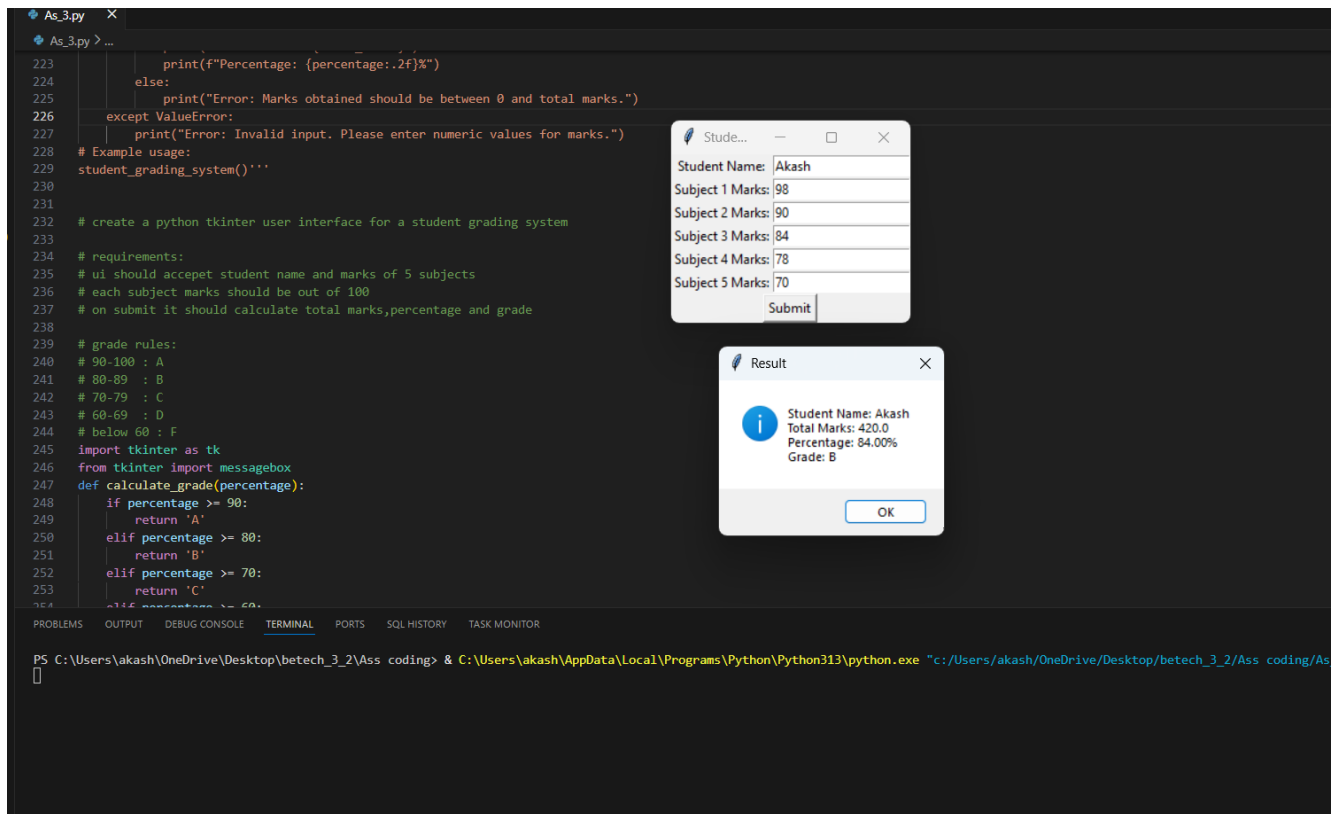 As_3.py
As_3.py > ...
223 print(f"Percentage: {percentage:.2f}%")
224 else:
225 print("Error: Marks obtained should be between 0 and total marks.")
226 except ValueError:
227 print("Error: Invalid input. Please enter numeric values for marks.")
228 # Example usage:
229 student_grading_system()'''
230
231
232 # create a python tkinter user interface for a student grading system
233
234 # requirements:
235 # ui should accepet student name and marks of 5 subjects
236 # each subject marks should be out of 100
237 # on submit it should calculate total marks,percentage and grade
238
239 # grade rules:
240 # 90-100 : A
241 # 80-89 : B
242 # 70-79 : C
243 # 60-69 : D
244 # below 60 : F
245 import tkinter as tk
246 from tkinter import messagebox
247 def calculate_grade(percentage):
248 if percentage >= 90:
249 return 'A'
250 elif percentage >= 80:
251 return 'B'
252 elif percentage >= 70:
253 return 'C'
254 elif percentage >= 60:
Stude...
Student Name: Akash
Subject 1 Marks: 98
Subject 2 Marks: 90
Subject 3 Marks: 84
Subject 4 Marks: 78
Subject 5 Marks: 70
Submit
Result
Student Name: Akash
Total Marks: 420.0
Percentage: 84.00%
Grade: B
OK
PROBLEMS OUTPUT DEBUG CONSOLE TERMINAL PORTS SQL HISTORY TASK MONITOR
PS C:\Users\akash\OneDrive\Desktop\betech_3_2\Ass coding> & C:\Users\akash\AppData\Local\Programs\Python\Python313\python.exe "c:/Users/akash/OneDrive/Desktop/betech_3_2/Ass coding/As